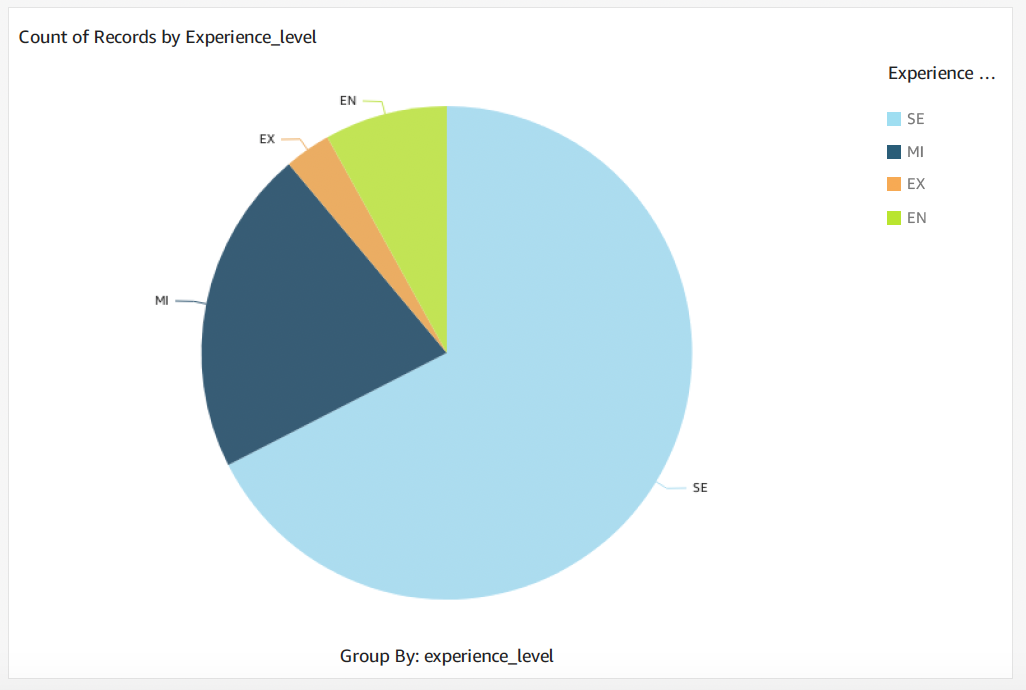 Count of Records by Experience_level
Experience …
SE
MI
EX
EN
EN
EX
MI
SE
Group By: experience_level